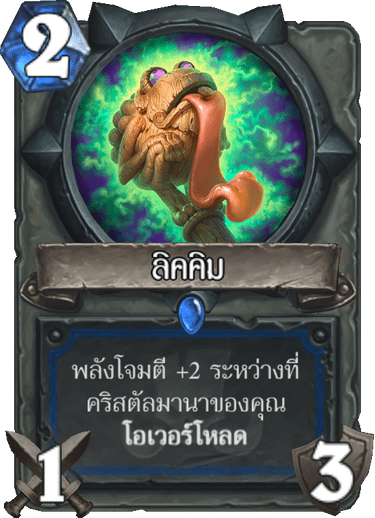 2
ลิคคิม
พลังโจมตี +2 ระหว่างที่
คริสตัลมานาของคุณ
โอเวอร์โหลด
1
3